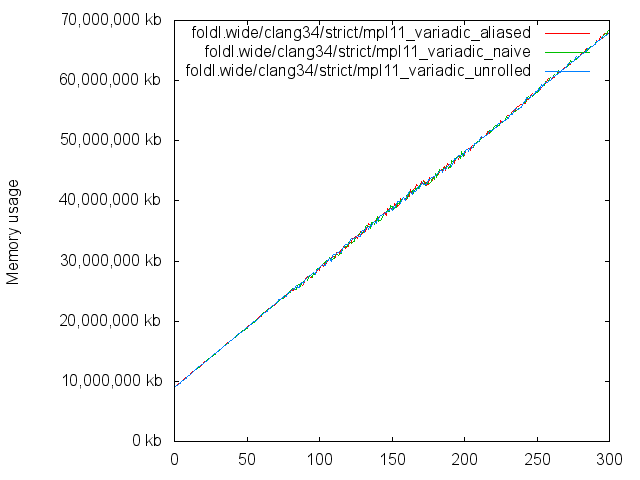 70,000,000 kb
60,000,000 kb
50,000,000 kb
40,000,000 kb
30,000,000 kb
20,000,000 kb
10,000,000 kb
0 kb
Memory usage
foldl.wide/clang34/strict/mpl11_variadic_aliased
foldl.wide/clang34/strict/mpl11_variadic_naive
foldl.wide/clang34/strict/mpl11_variadic_unrolled
0 50 100 150 200 250 300